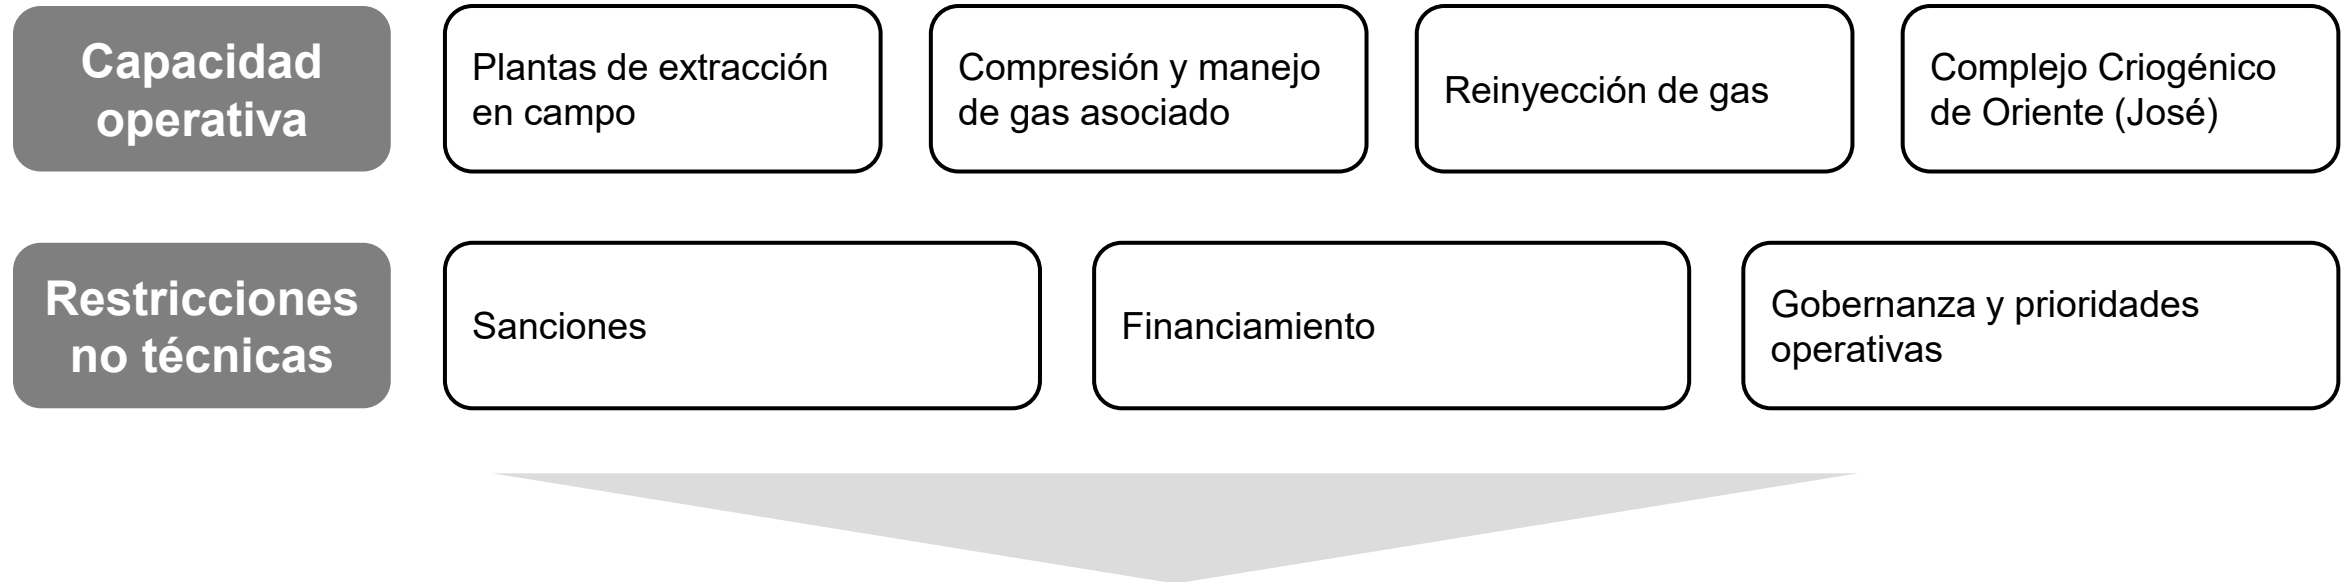 Capacidad
operativa
Plantas de extracción
en campo
Compresión y manejo
de gas asociado
Reinyección de gas
Complejo Criogénico
de Oriente (José)
Restricciones
no técnicas
Sanciones
Financiamiento
Gobernanza y prioridades
operativas